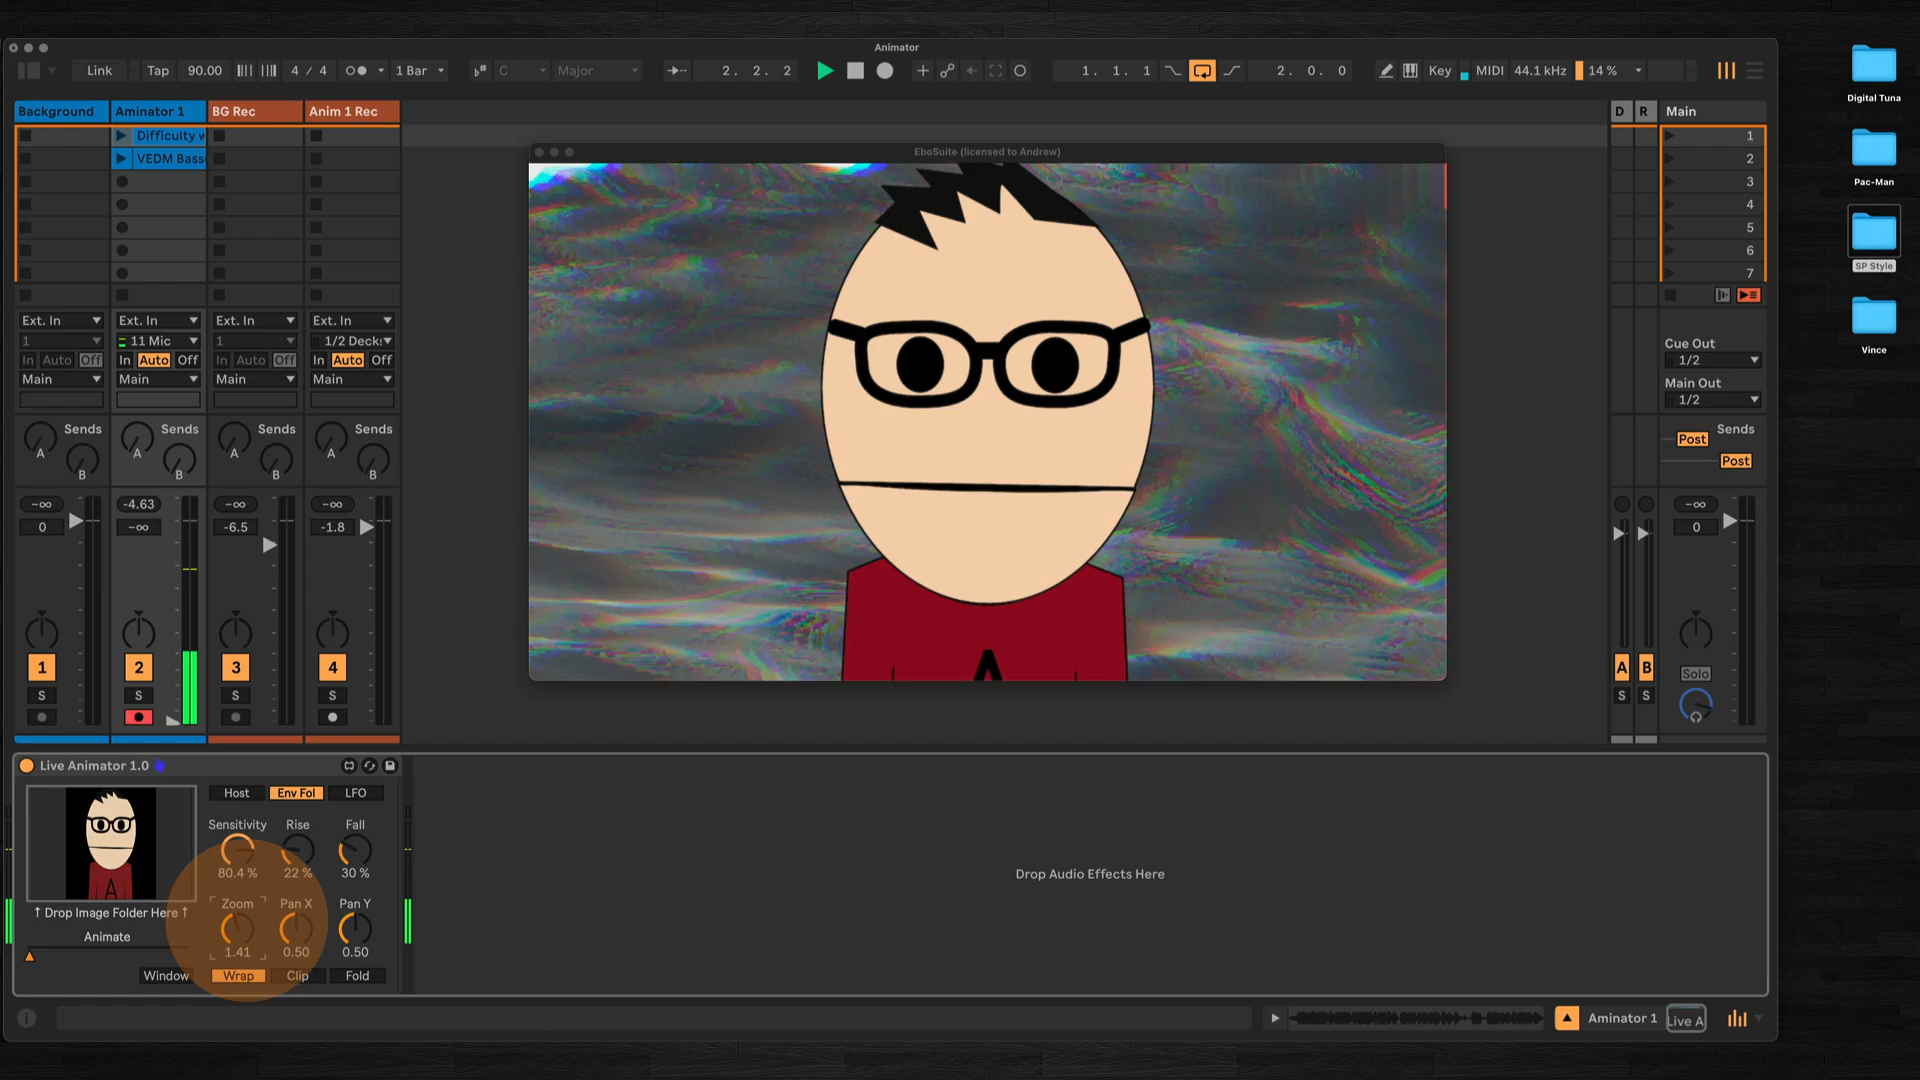 Animator
Link Tap 90.00 4 / 4 1 Bar C Major 2. 2. 2 1. 1. 1 2. 0. 0 Key MIDI 44.1 kHz 14 %
Background Aminator 1 BG Rec Anim 1 Rec D R Main
Difficulty w 1
VEDM Bass 2
3
4
5
6
7
EboSuite (licensed to Andrew)
Ext. In Ext. In Ext. In Ext. In
1 11 Mic 1 1/2 Deck:
In Auto Off In Auto Off In Auto Off In Auto Off
Main Main Main Main
Cue Out
1/2
Main Out
1/2
Sends Sends Sends Sends Sends
A A A A Post
B B B B Post
-∞ -4.63 -∞ -∞ -∞
0 -∞ -6.5 -1.8 0
1 2 3 4 A B Solo
S S S S S S
A
Live Animator 1.0
Host Env Fol LFO
Sensitivity Rise Fall
80.4 % 22 % 30 %
A
Zoom Pan X Pan Y
1.41 0.50 0.50
↑ Drop Image Folder Here ↑
Animate
Window Wrap Clip Fold
Drop Audio Effects Here
Aminator 1 Live A
Digital Tuna
Pac-Man
SP Style
Vince